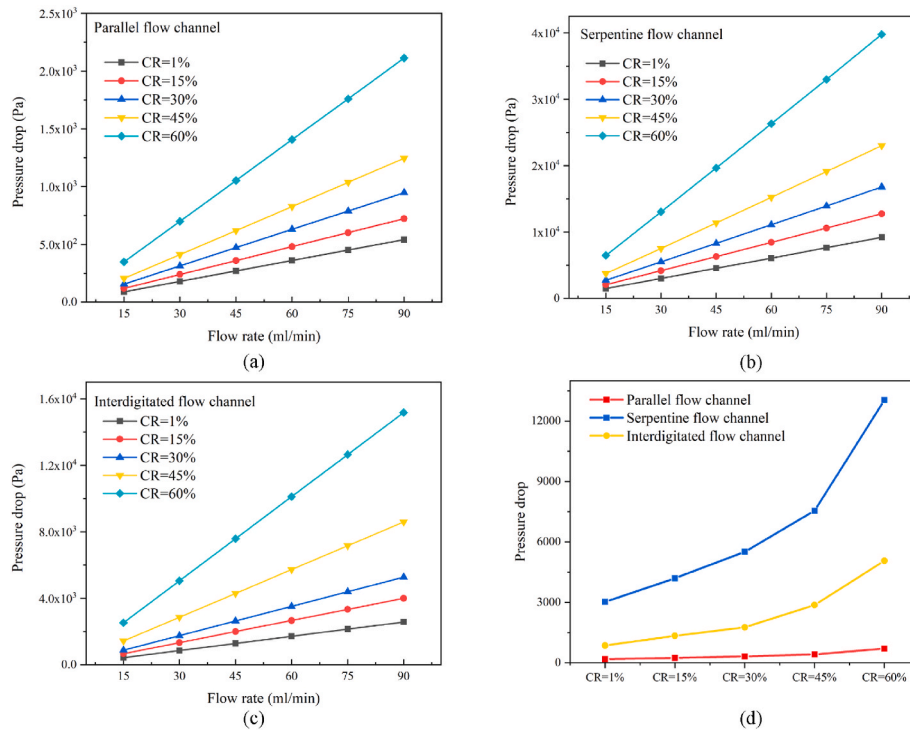 Parallel flow channel
CR=1%
CR=15%
CR=30%
CR=45%
CR=60%
2.5x10³
2.0x10³
1.5x10³
1.0x10³
5.0x10²
0.0
Pressure drop (Pa)
15 30 45 60 75 90
Flow rate (ml/min)
(a)
Serpentine flow channel
CR=1%
CR=15%
CR=30%
CR=45%
CR=60%
4x10⁴
3x10⁴
2x10⁴
1x10⁴
0
Pressure drop (Pa)
15 30 45 60 75 90
Flow rate (ml/min)
(b)
Interdigitated flow channel
CR=1%
CR=15%
CR=30%
CR=45%
CR=60%
1.6x10⁴
1.2x10⁴
8.0x10³
4.0x10³
0.0
Pressure drop (Pa)
15 30 45 60 75 90
Flow rate (ml/min)
(c)
Parallel flow channel
Serpentine flow channel
Interdigitated flow channel
12000
9000
6000
3000
0
Pressure drop
CR=1% CR=15% CR=30% CR=45% CR=60%
(d)